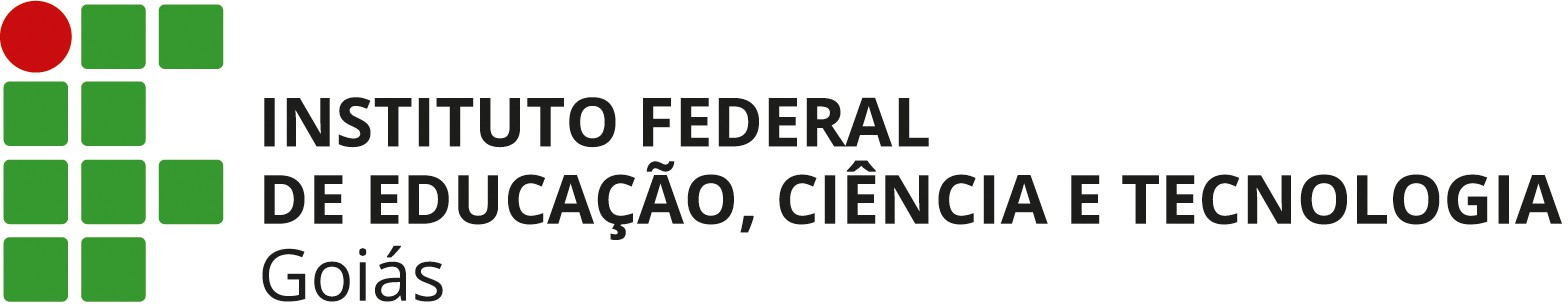 INSTITUTO FEDERAL
DE EDUCAÇÃO, CIÊNCIA E TECNOLOGIA
Goiás